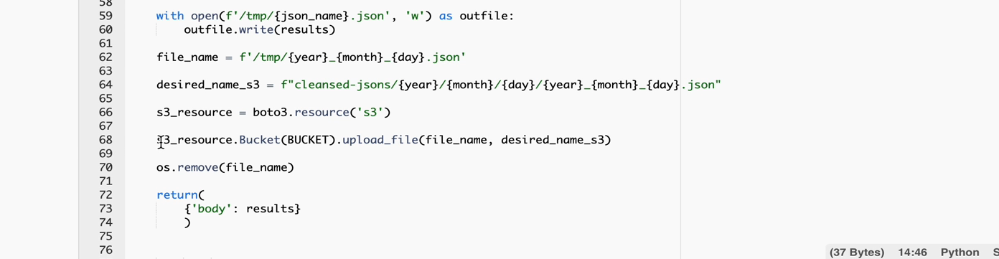 58
59 with open(f'/tmp/{json_name}.json', 'w') as outfile:
60 outfile.write(results)
61
62 file_name = f'/tmp/{year}_{month}_{day}.json'
63
64 desired_name_s3 = f"cleansed-jsons/{year}/{month}/{day}/{year}_{month}_{day}.json"
65
66 s3_resource = boto3.resource('s3')
67
68 s3_resource.Bucket(BUCKET).upload_file(file_name, desired_name_s3)
69
70 os.remove(file_name)
71
72 return(
73 {'body': results}
74 )
75
76
(37 Bytes) 14:46 Python S